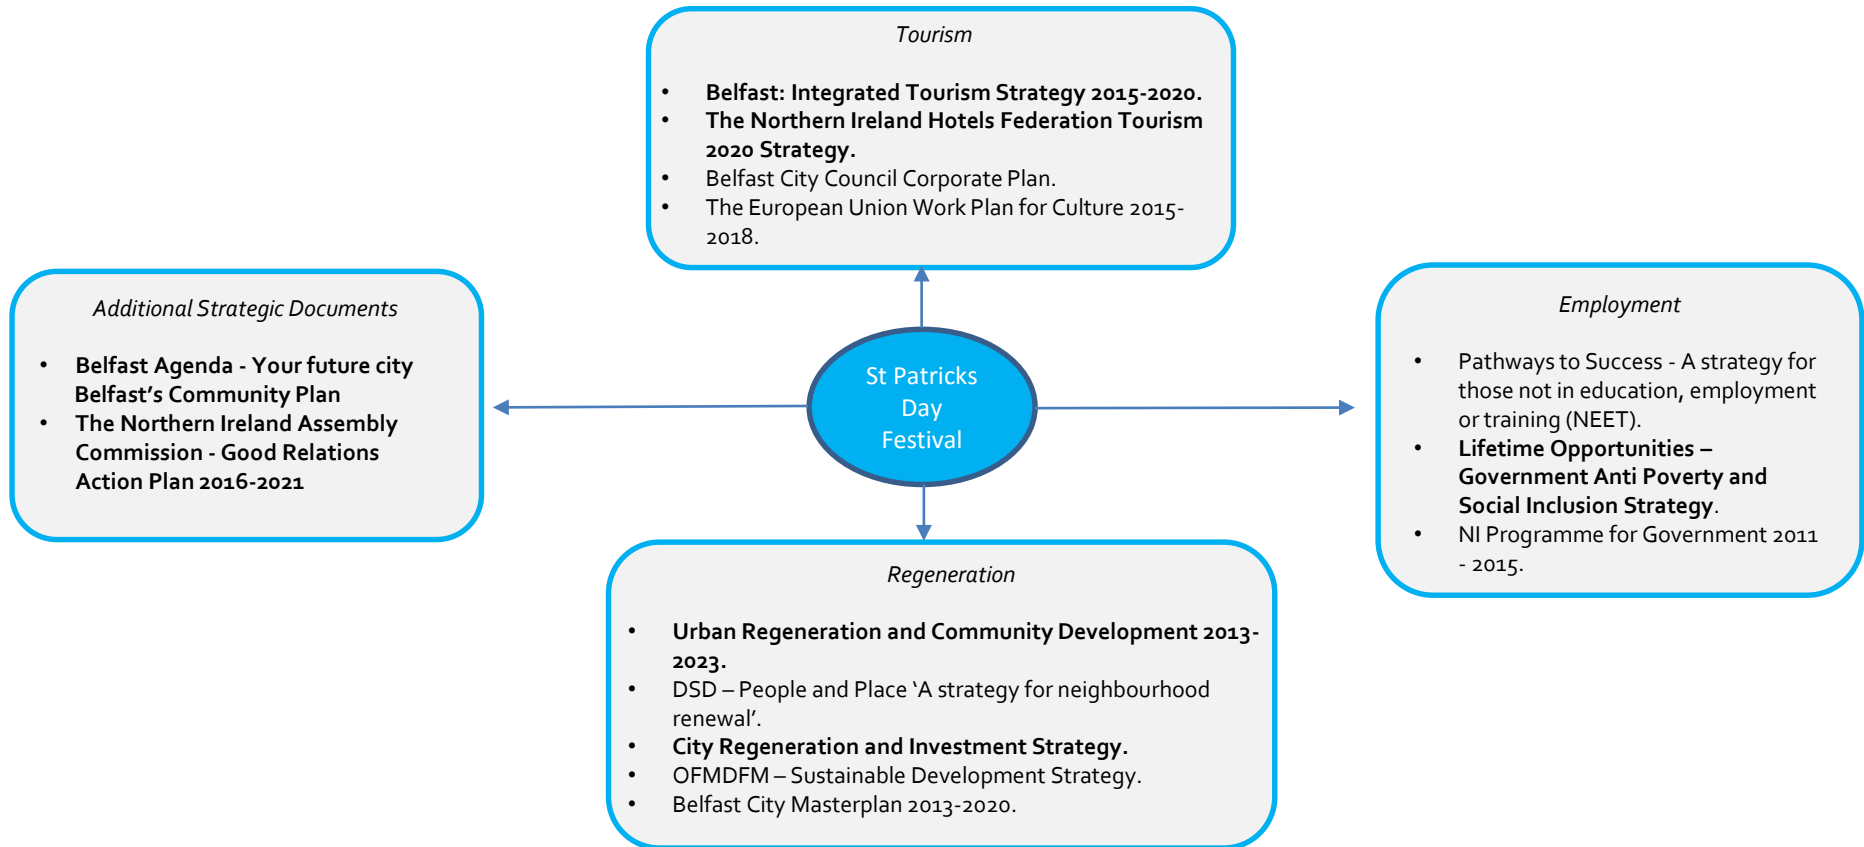 Tourism
• Belfast: Integrated Tourism Strategy 2015-2020.
• The Northern Ireland Hotels Federation Tourism
2020 Strategy.
• Belfast City Council Corporate Plan.
• The European Union Work Plan for Culture 2015-
2018.
Additional Strategic Documents
• Belfast Agenda - Your future city
Belfast's Community Plan
• The Northern Ireland Assembly
Commission - Good Relations
Action Plan 2016-2021
St Patricks
Day
Festival
Employment
• Pathways to Success - A strategy for
those not in education, employment
or training (NEET).
• Lifetime Opportunities –
Government Anti Poverty and
Social Inclusion Strategy.
• NI Programme for Government 2011
- 2015.
Regeneration
• Urban Regeneration and Community Development 2013-
2023.
• DSD – People and Place ‘A strategy for neighbourhood
renewal’.
• City Regeneration and Investment Strategy.
• OFMDFM – Sustainable Development Strategy.
• Belfast City Masterplan 2013-2020.